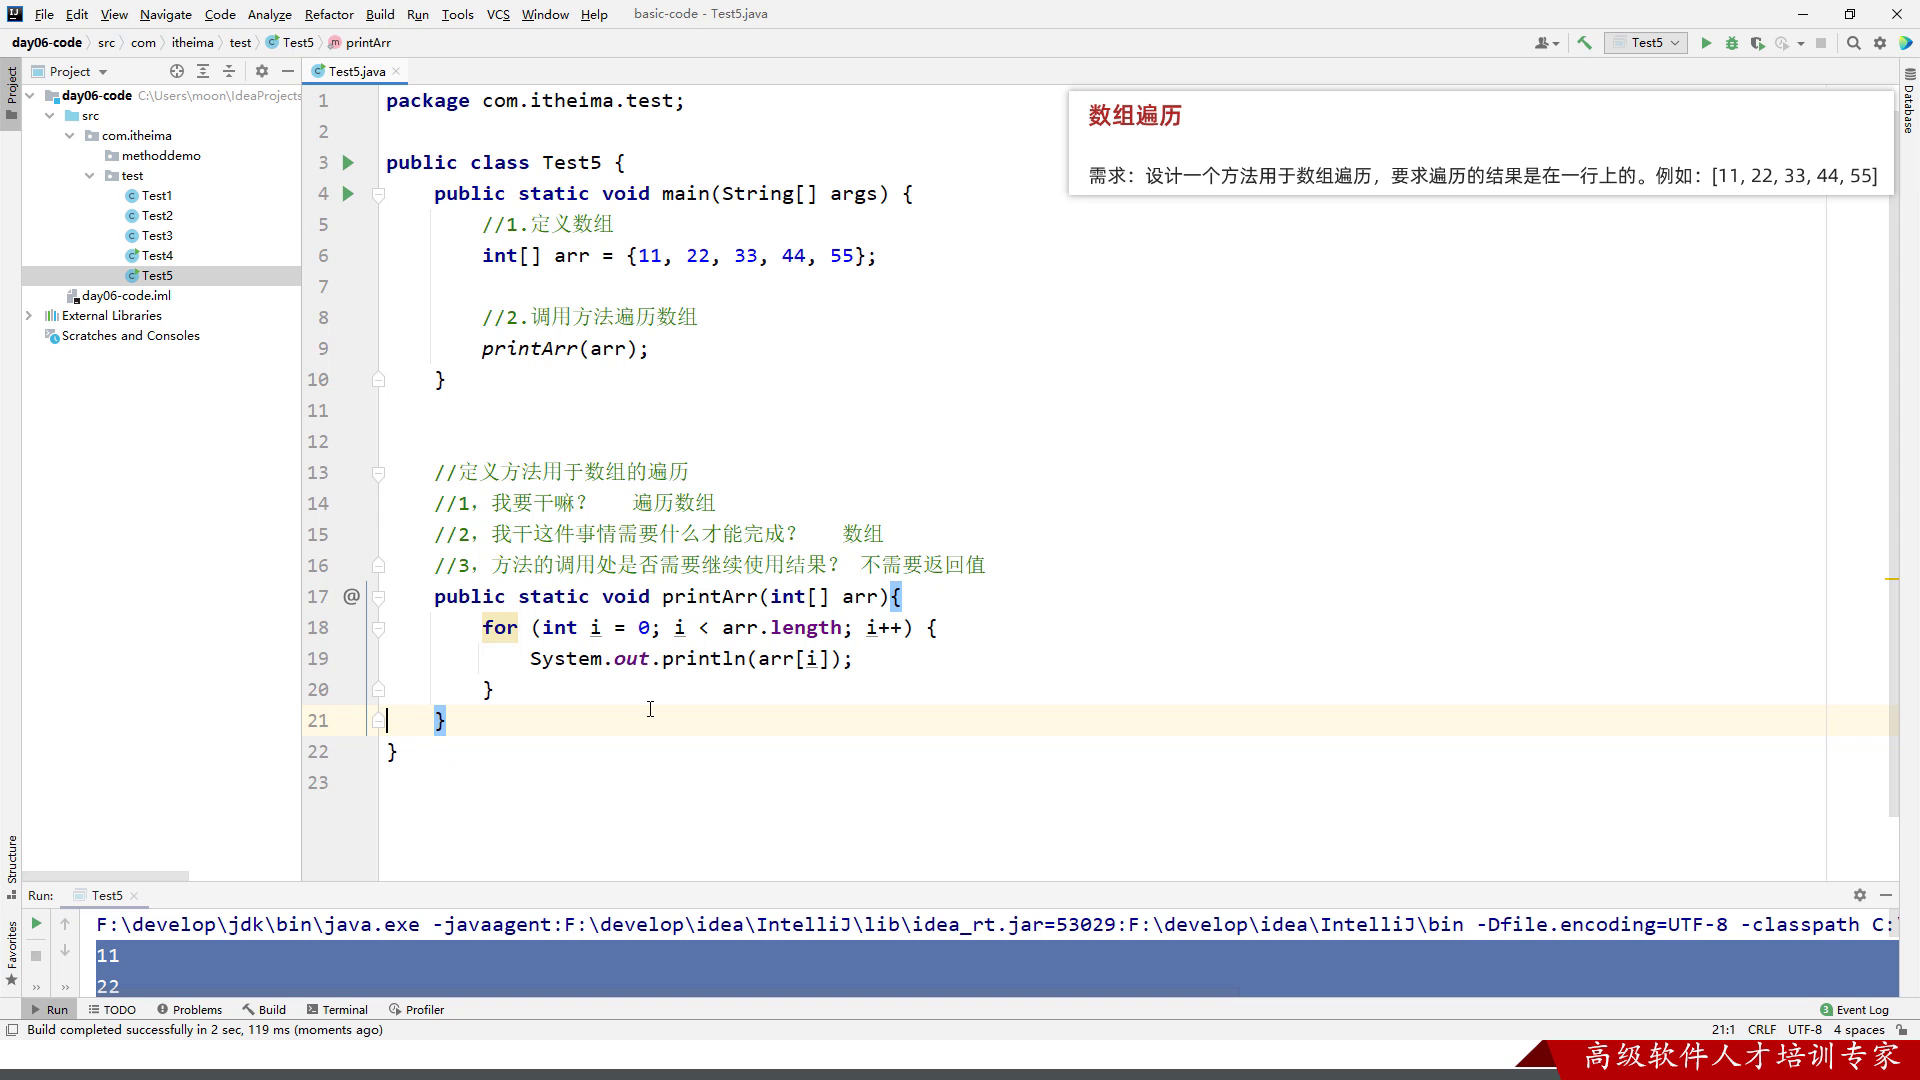 File Edit View Navigate Code Analyze Refactor Build Run Tools VCS Window Help basic-code - Test5.java
day06-code src com itheima test Test5 printArr Test5
Project Test5.java
day06-code C:\Users\moon\IdeaProjects
src
com.itheima
methoddemo
test
Test1
Test2
Test3
Test4
Test5
day06-code.iml
External Libraries
Scratches and Consoles
Project
Structure
Favorites
Database
数组遍历
需求：设计一个方法用于数组遍历，要求遍历的结果是在一行上的。例如：[11, 22, 33, 44, 55]
1 package com.itheima.test;
2
3 public class Test5 {
4 public static void main(String[] args) {
5 //1.定义数组
6 int[] arr = {11, 22, 33, 44, 55};
7
8 //2.调用方法遍历数组
9 printArr(arr);
10 }
11
12
13 //定义方法用于数组的遍历
14 //1，我要干嘛？ 遍历数组
15 //2，我干这件事情需要什么才能完成？ 数组
16 //3，方法的调用处是否需要继续使用结果？ 不需要返回值
17 @ public static void printArr(int[] arr){
18 for (int i = 0; i < arr.length; i++) {
19 System.out.println(arr[i]);
20 }
21 }
22 }
23
Run: Test5
F:\develop\jdk\bin\java.exe -javaagent:F:\develop\idea\IntelliJ\lib\idea_rt.jar=53029:F:\develop\idea\IntelliJ\bin -Dfile.encoding=UTF-8 -classpath C:
11
22
Run TODO Problems Build Terminal Profiler 3 Event Log
Build completed successfully in 2 sec, 119 ms (moments ago) 21:1 CRLF UTF-8 4 spaces
高级软件人才培训专家